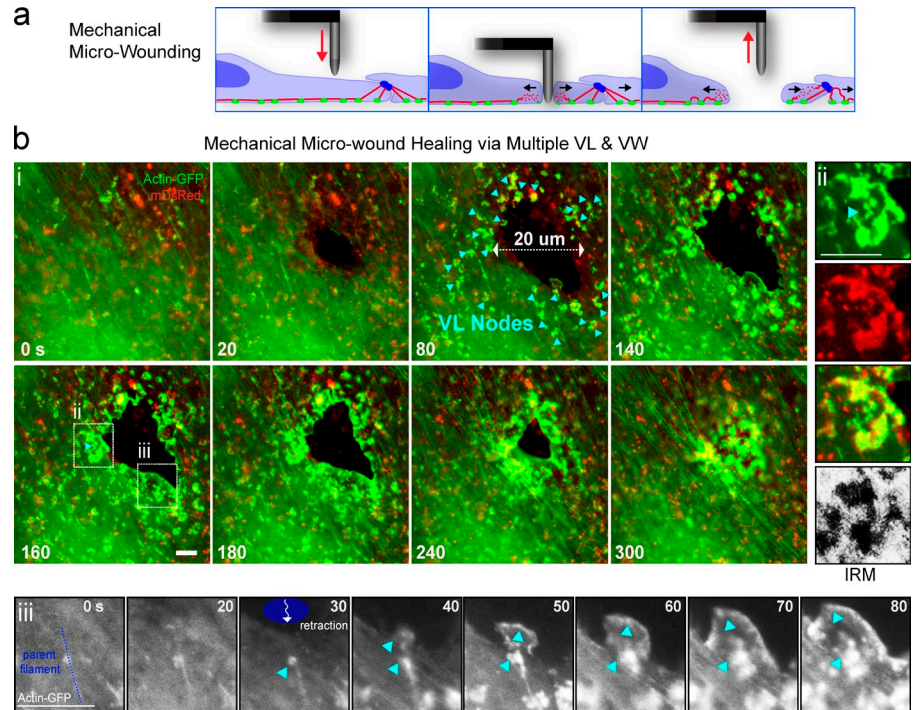 a
Mechanical
Micro-Wounding
b
Mechanical Micro-wound Healing via Multiple VL & VW
i
Actin-GFP
mDsRed
0 s
20
20 um
VL Nodes
80
140
ii
ii
iii
160
180
240
300
IRM
iii
0 s
parent
filament
Actin-GFP
20
30
retraction
40
50
60
70
80